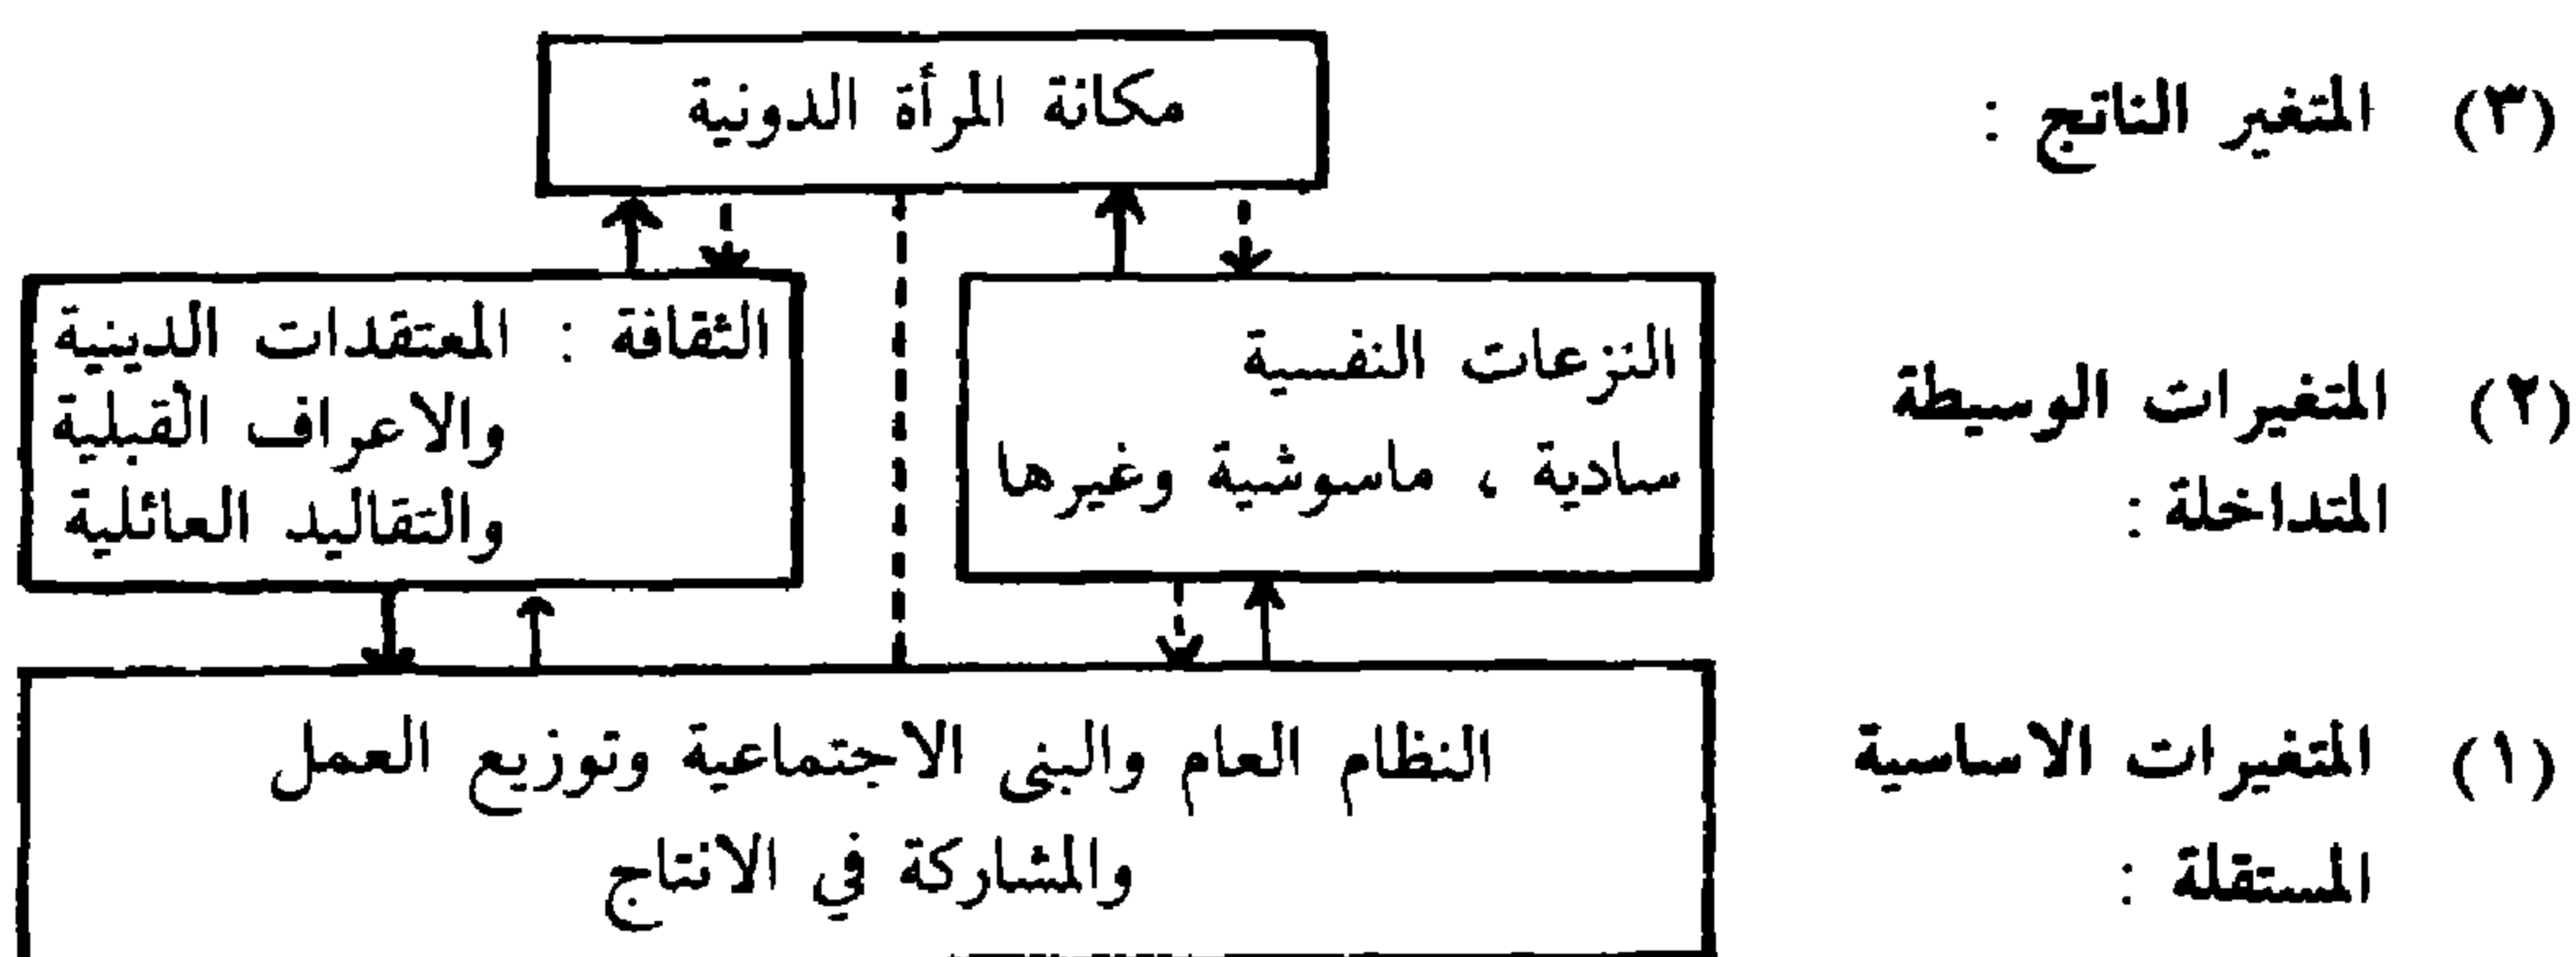 (٣) المتغير الناتج :
مكانة المرأة الدونية
(٢) المتغيرات الوسيطة
المتداخلة :
النزعات النفسية
سادية ، ماسوشية وغيرها
الثقافة : المعتقدات الدينية
والاعراف القبلية
والتقاليد العائلية
(١) المتغيرات الاساسية
المستقلة :
النظام العام والبنى الاجتماعية وتوزيع العمل
والمشاركة في الانتاج